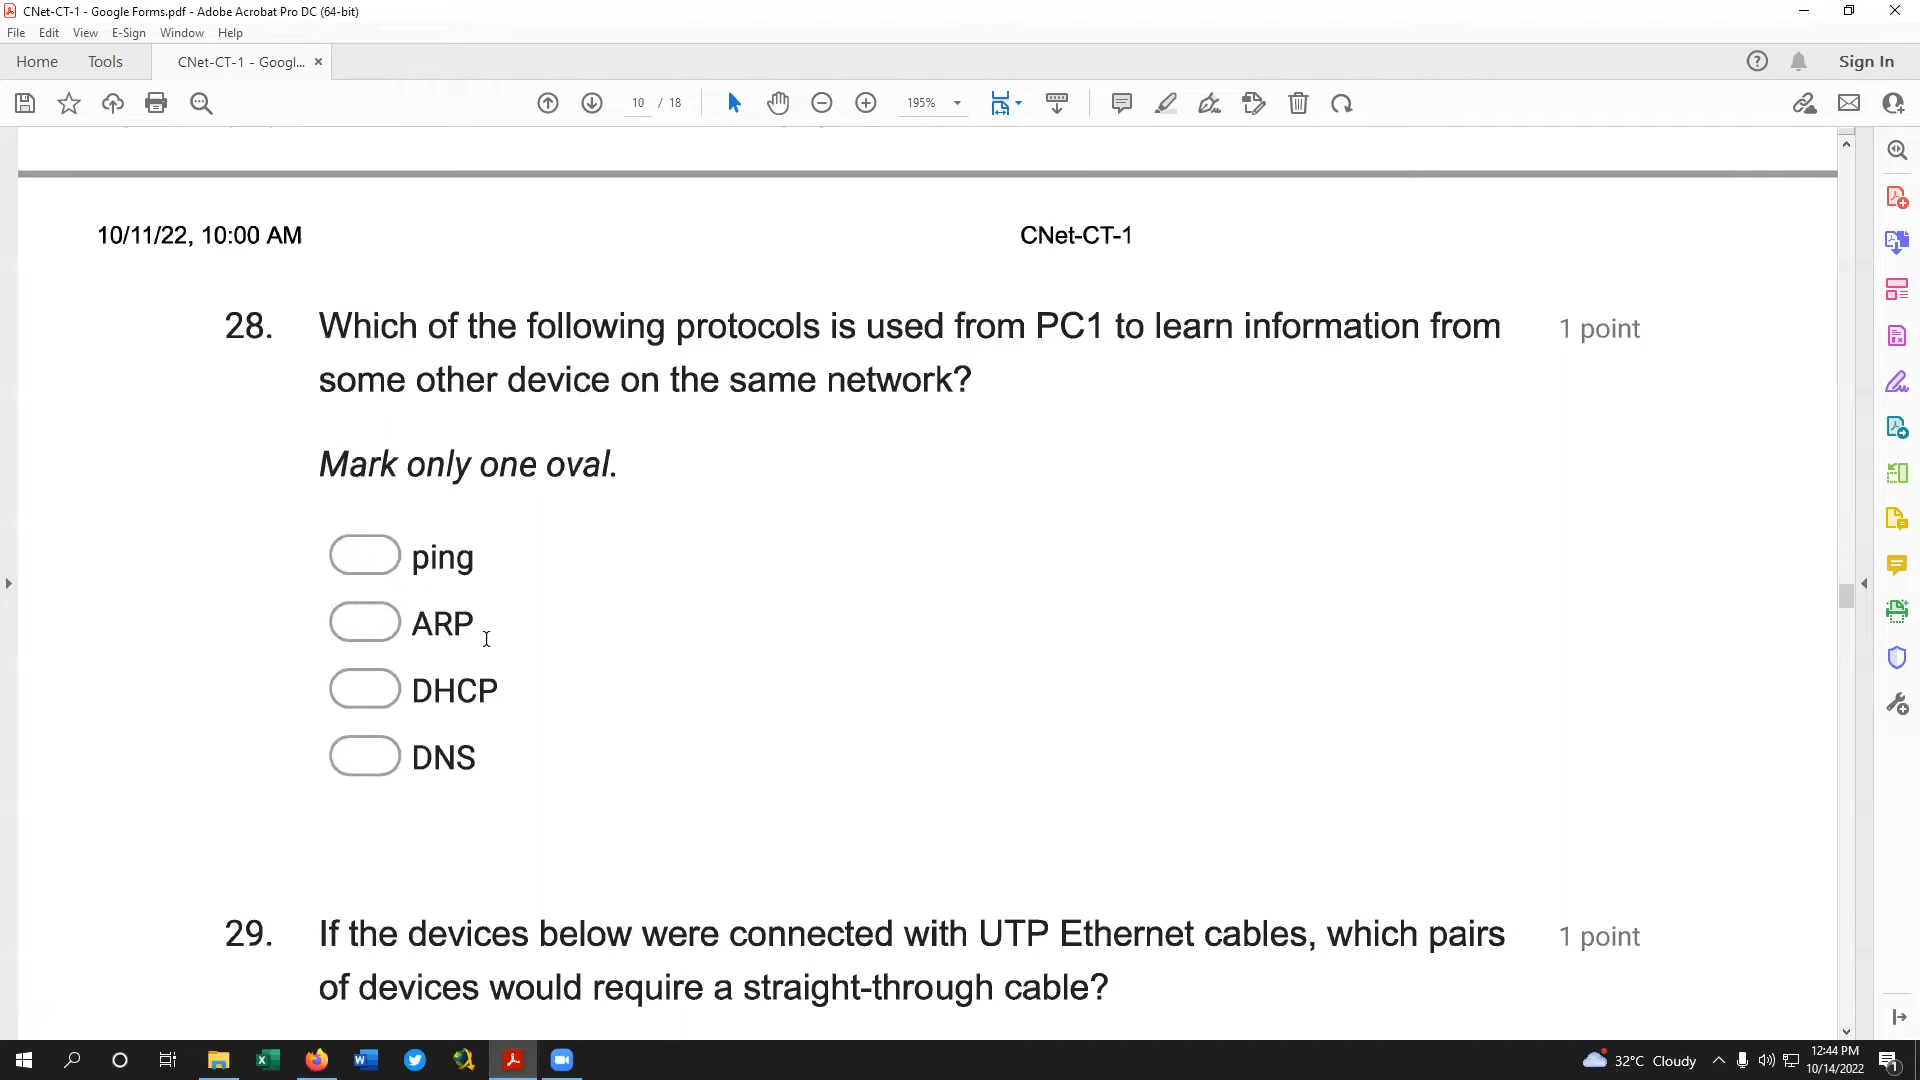 CNet-CT-1 - Google Forms.pdf - Adobe Acrobat Pro DC (64-bit)
File Edit View E-Sign Window Help
Home Tools CNet-CT-1 - Googl... Sign In
10 / 18 195%
10/11/22, 10:00 AM CNet-CT-1
28. Which of the following protocols is used from PC1 to learn information from 1 point
some other device on the same network?
Mark only one oval.
ping
ARP
DHCP
DNS
29. If the devices below were connected with UTP Ethernet cables, which pairs 1 point
of devices would require a straight-through cable?
32°C Cloudy 12:44 PM
10/14/2022 1